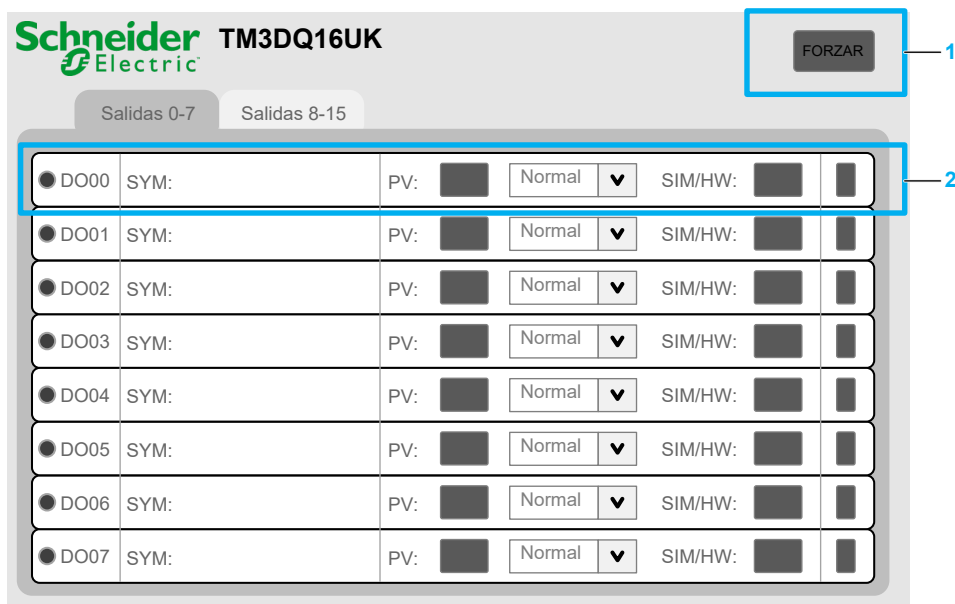 Schneider Electric TM3DQ16UK
FORZAR
1
Salidas 0-7 Salidas 8-15
DO00 SYM: PV: Normal SIM/HW:
2
DO01 SYM: PV: Normal SIM/HW:
DO02 SYM: PV: Normal SIM/HW:
DO03 SYM: PV: Normal SIM/HW:
DO04 SYM: PV: Normal SIM/HW:
DO05 SYM: PV: Normal SIM/HW:
DO06 SYM: PV: Normal SIM/HW:
DO07 SYM: PV: Normal SIM/HW: